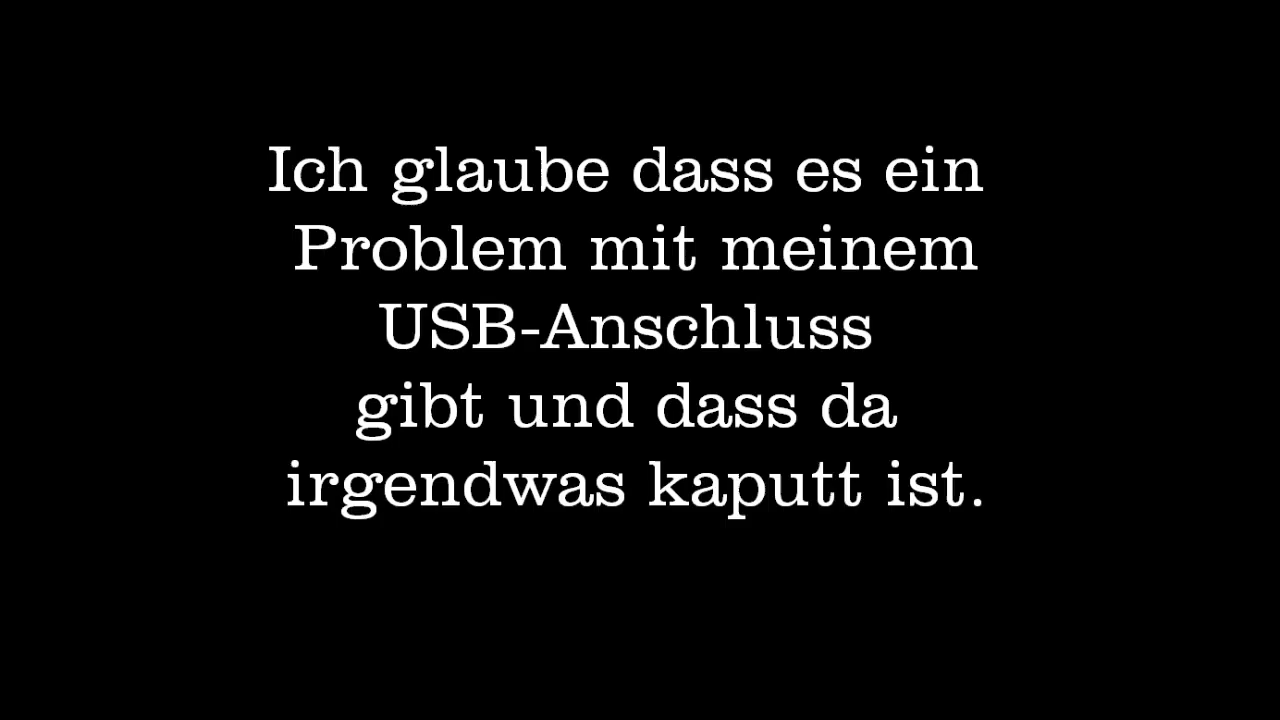 Ich glaube dass es ein
Problem mit meinem
USB-Anschluss
gibt und dass da
irgendwas kaputt ist.